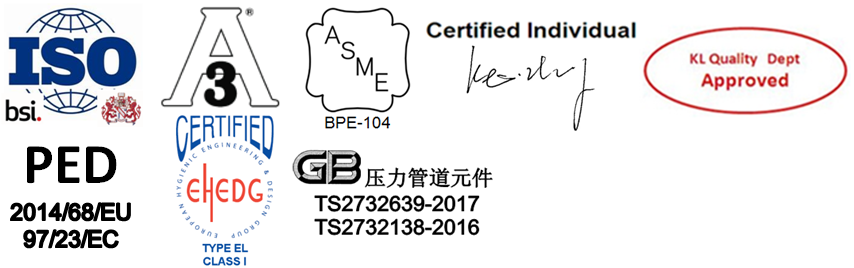 ISO
bsi.
A
3
®
ASME
BPE-104
Certified Individual
KL Quality Dept
Approved
PED
2014/68/EU
97/23/EC
CERTIFIED
EHEDG
EUROPEAN HYGIENIC ENGINEERING & DESIGN GROUP
TYPE EL
CLASS I
GB压力管道元件
TS2732639-2017
TS2732138-2016